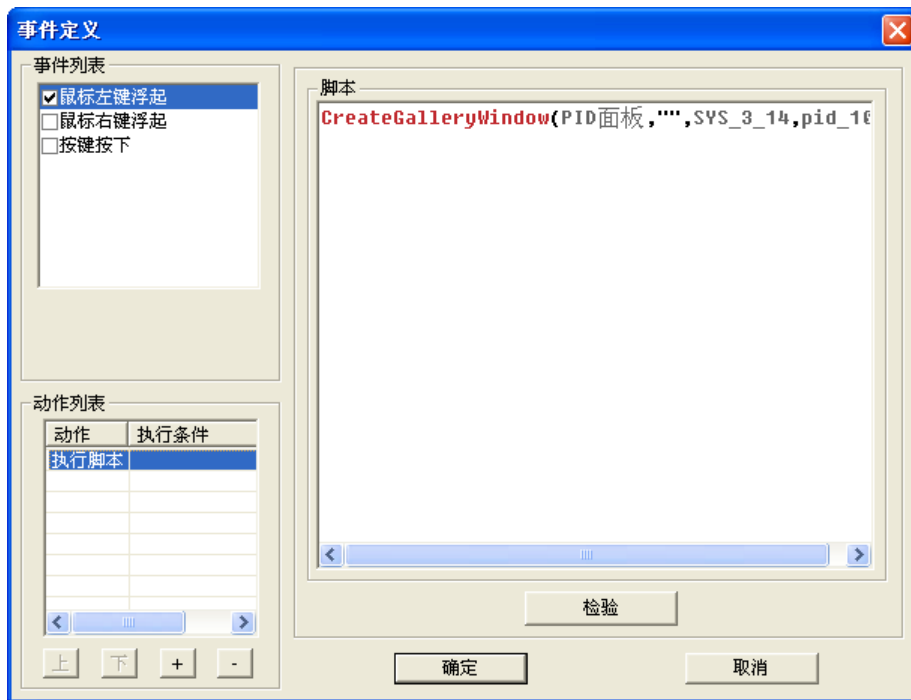 事件定义
事件列表
鼠标左键浮起
鼠标右键浮起
按键按下
脚本
CreateGalleryWindow(PID面板,"",SYS_3_14,pid_10
动作列表
动作 执行条件
执行脚本
上 下 + -
检验
确定 取消